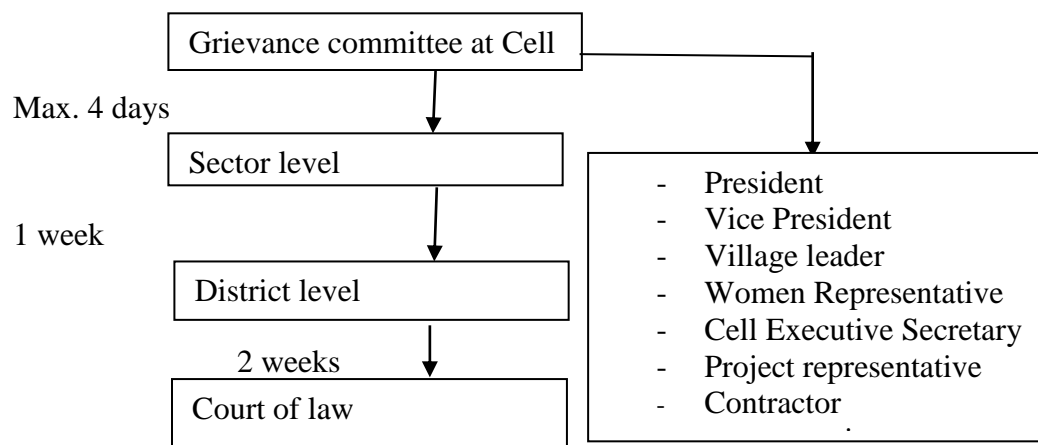 Grievance committee at Cell
Max. 4 days
Sector level
1 week
District level
2 weeks
Court of law
- President
- Vice President
- Village leader
- Women Representative
- Cell Executive Secretary
- Project representative
- Contractor
.